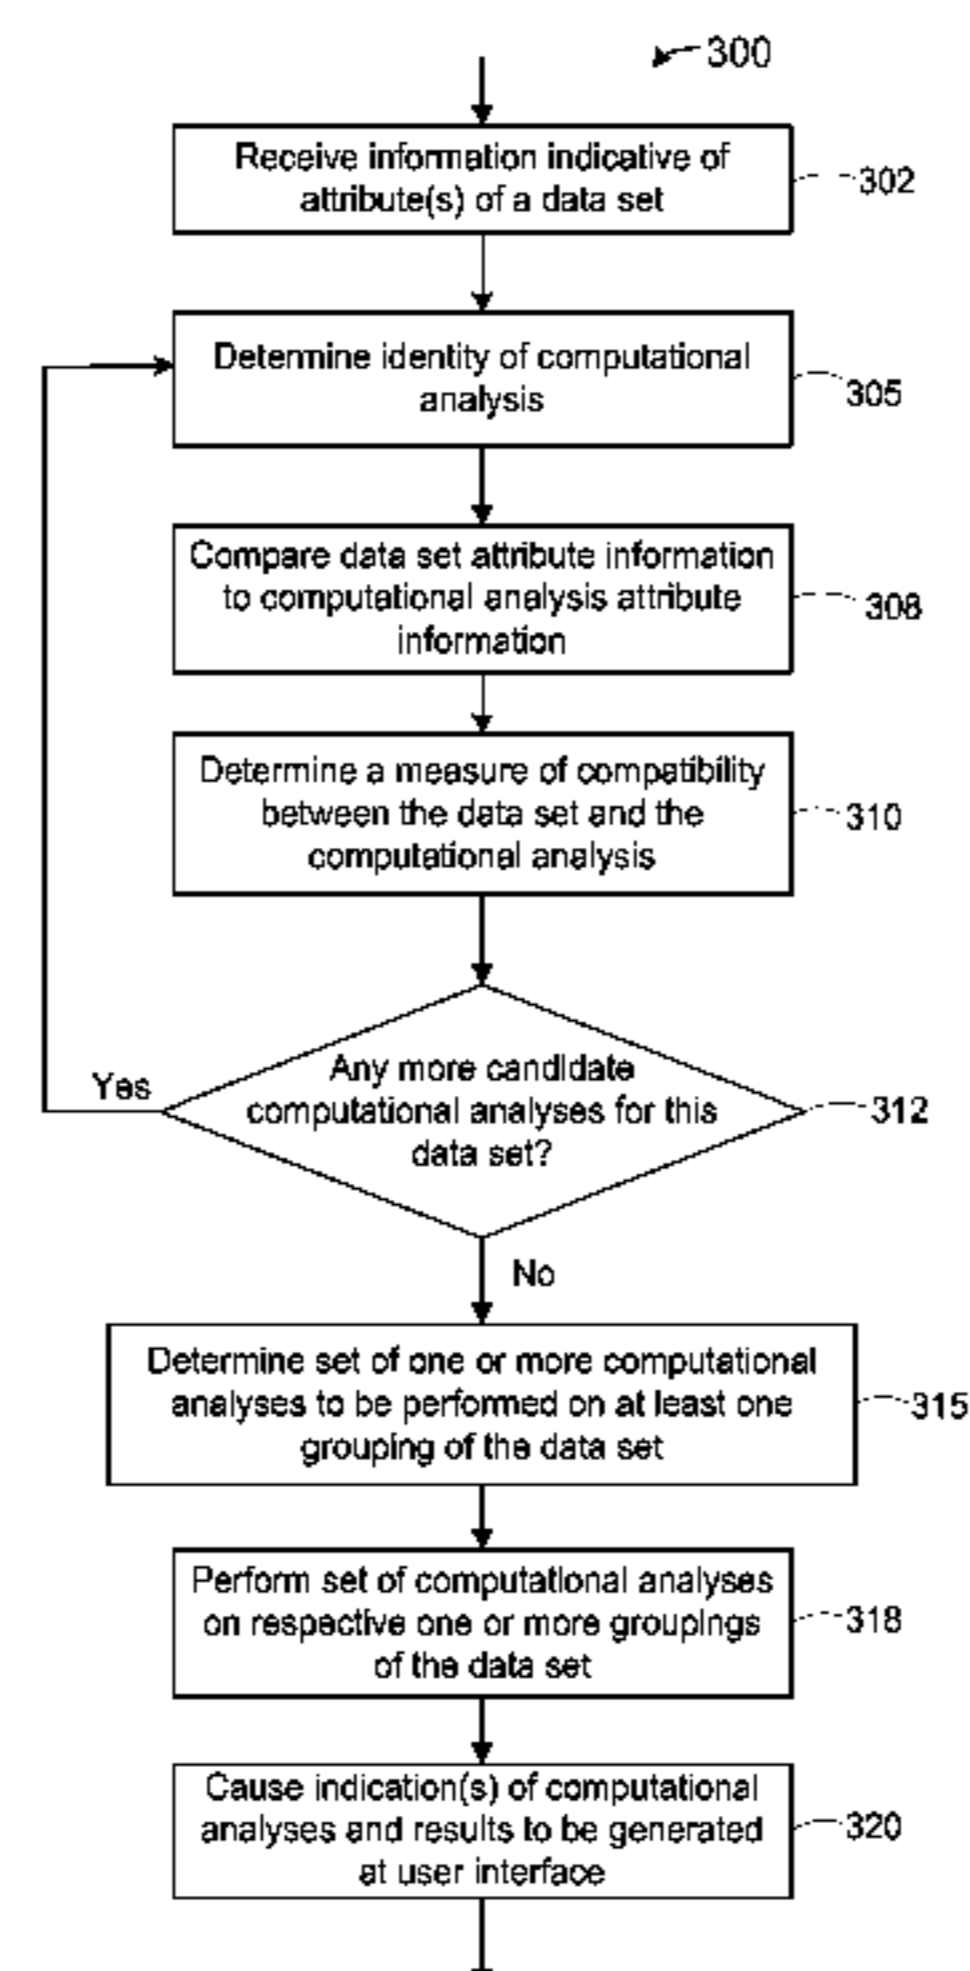 300
Receive information indicative of
attribute(s) of a data set
302
Determine identity of computational
analysis
305
Compare data set attribute information
to computational analysis attribute
information
308
Determine a measure of compatibility
between the data set and the
computational analysis
310
Any more candidate
computational analyses for this
data set?
312
Yes
No
Determine set of one or more computational
analyses to be performed on at least one
grouping of the data set
315
Perform set of computational analyses
on respective one or more groupings
of the data set
318
Cause indication(s) of computational
analyses and results to be generated
at user interface
320